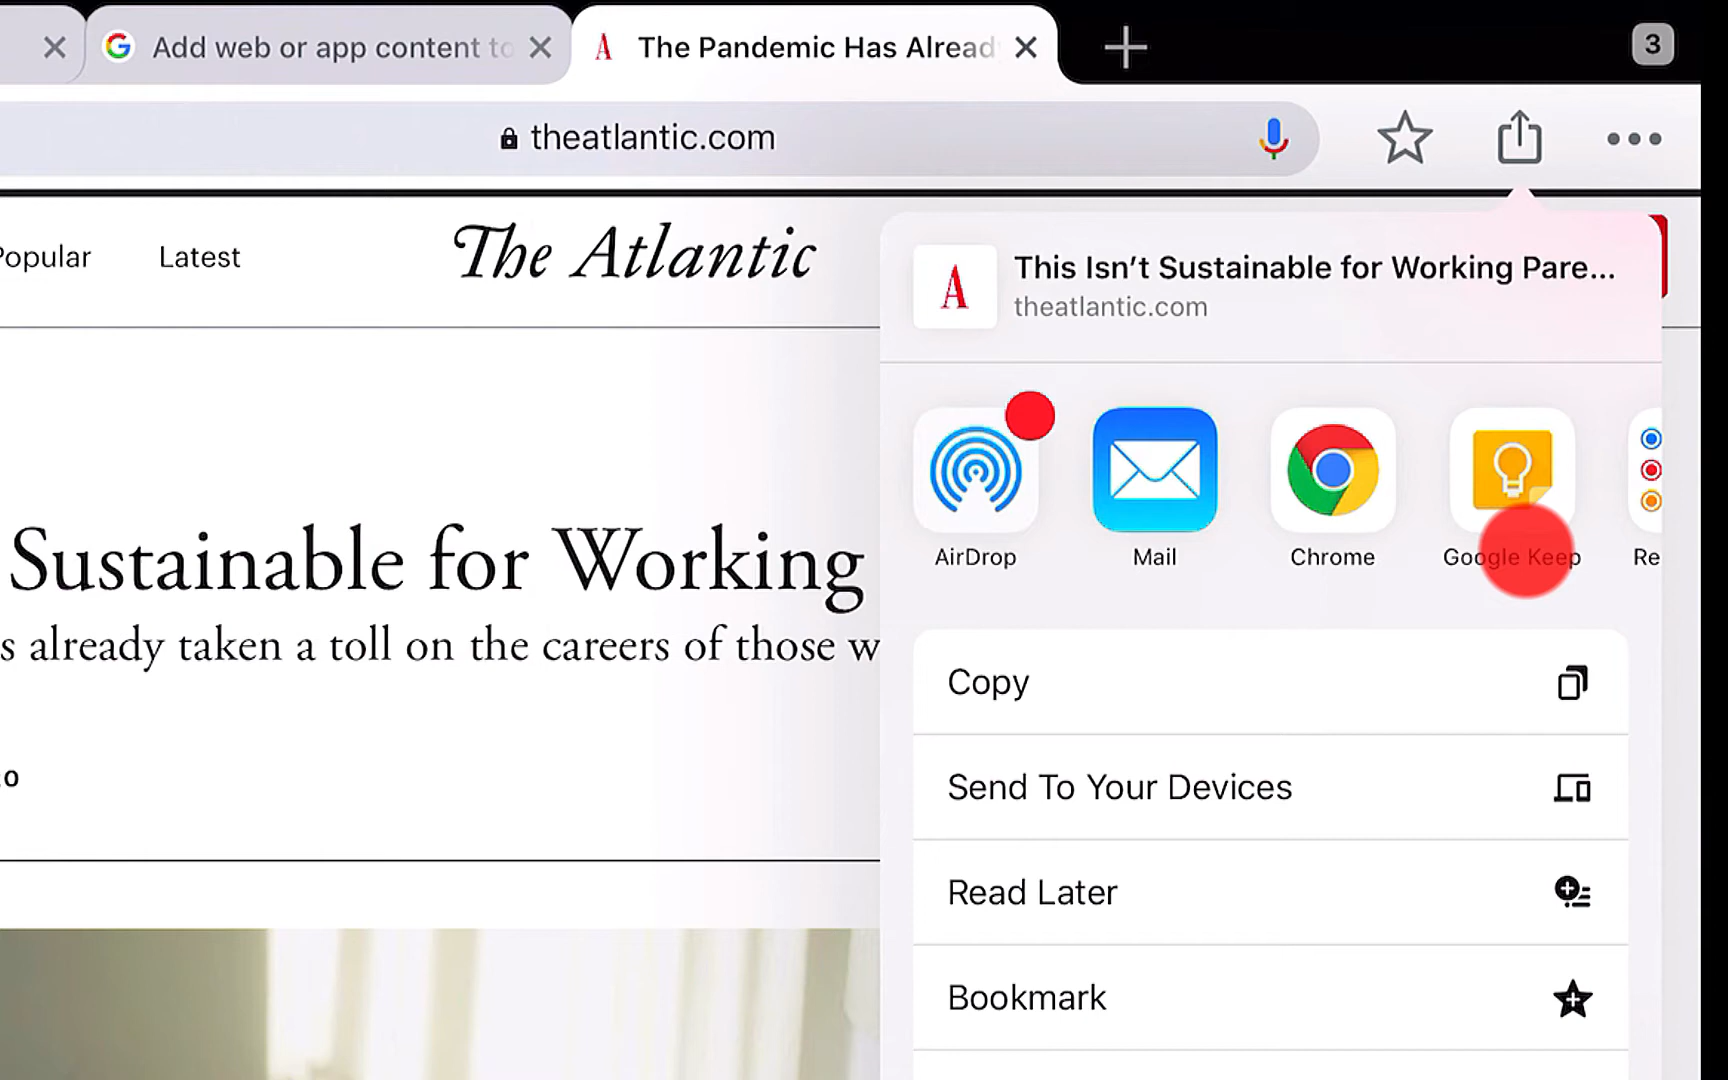 Add web or app content to
The Pandemic Has Alread
3
theatlantic.com
Popular
Latest
The Atlantic
This Isn’t Sustainable for Working Pare...
theatlantic.com
A
AirDrop
Mail
Chrome
Google Keep
Re
Sustainable for Working
s already taken a toll on the careers of those w
Copy
Send To Your Devices
Read Later
Bookmark